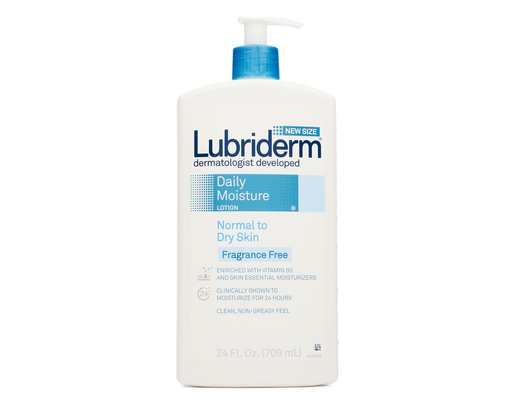 NEW SIZE
Lubriderm®
dermatologist developed
Daily
Moisture
LOTION
Normal to
Dry Skin
Fragrance Free
ENRICHED WITH VITAMIN B5
AND SKIN ESSENTIAL MOISTURIZERS
CLINICALLY SHOWN TO
MOISTURIZE FOR 24 HOURS
CLEAN, NON-GREASY FEEL
24 Fl. Oz. (709 mL)